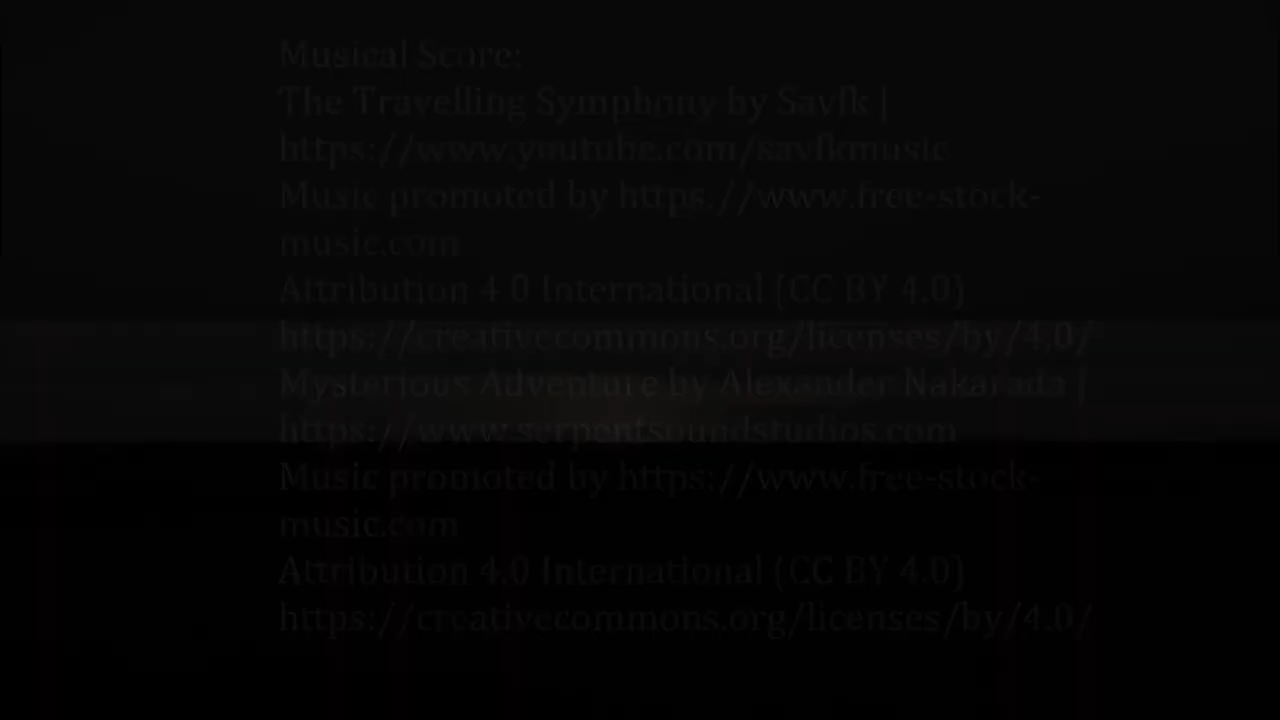 Musical Score:
The Travelling Symphony by Savfk |
https://www.youtube.com/savfkmusic
Music promoted by https://www.free-stock-
music.com
Attribution 4.0 International (CC BY 4.0)
https://creativecommons.org/licenses/by/4.0/
Mysterious Adventure by Alexander Nakarada |
https://www.serpentsoundstudios.com
Music promoted by https://www.free-stock-
music.com
Attribution 4.0 International (CC BY 4.0)
https://creativecommons.org/licenses/by/4.0/